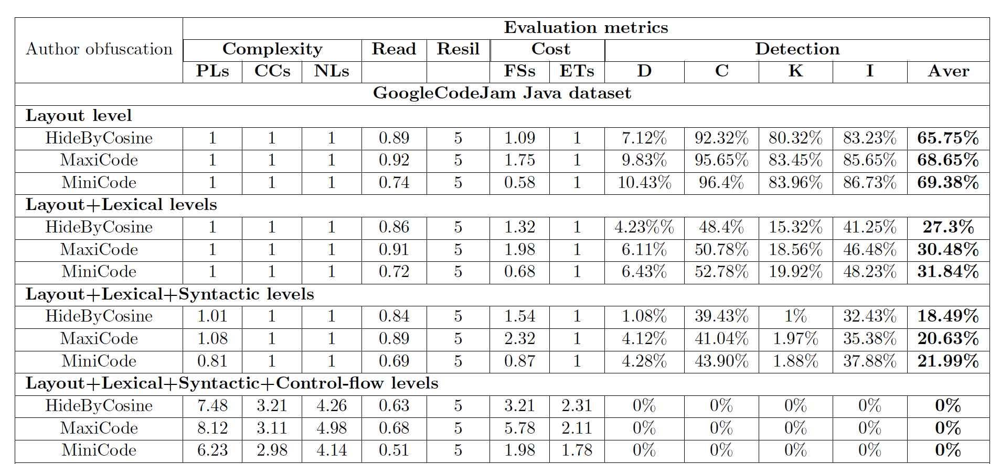 Evaluation metrics
Author obfuscation Complexity Read Resil Cost Detection
PLs CCs NLs FSs ETs D C K I Aver
GoogleCodeJam Java dataset
Layout level
HideByCosine 1 1 1 0.89 5 1.09 1 7.12% 92.32% 80.32% 83.23% 65.75%
MaxiCode 1 1 1 0.92 5 1.75 1 9.83% 95.65% 83.45% 85.65% 68.65%
MiniCode 1 1 1 0.74 5 0.58 1 10.43% 96.4% 83.96% 86.73% 69.38%
Layout+Lexical levels
HideByCosine 1 1 1 0.86 5 1.32 1 4.23%% 48.4% 15.32% 41.25% 27.3%
MaxiCode 1 1 1 0.91 5 1.98 1 6.11% 50.78% 18.56% 46.48% 30.48%
MiniCode 1 1 1 0.72 5 0.68 1 6.43% 52.78% 19.92% 48.23% 31.84%
Layout+Lexical+Syntactic levels
HideByCosine 1.01 1 1 0.84 5 1.54 1 1.08% 39.43% 1% 32.43% 18.49%
MaxiCode 1.08 1 1 0.89 5 2.32 1 4.12% 41.04% 1.97% 35.38% 20.63%
MiniCode 0.81 1 1 0.69 5 0.87 1 4.28% 43.90% 1.88% 37.88% 21.99%
Layout+Lexical+Syntactic+Control-flow levels
HideByCosine 7.48 3.21 4.26 0.63 5 3.21 2.31 0% 0% 0% 0% 0%
MaxiCode 8.12 3.11 4.98 0.68 5 5.78 2.11 0% 0% 0% 0% 0%
MiniCode 6.23 2.98 4.14 0.51 5 1.98 1.78 0% 0% 0% 0% 0%